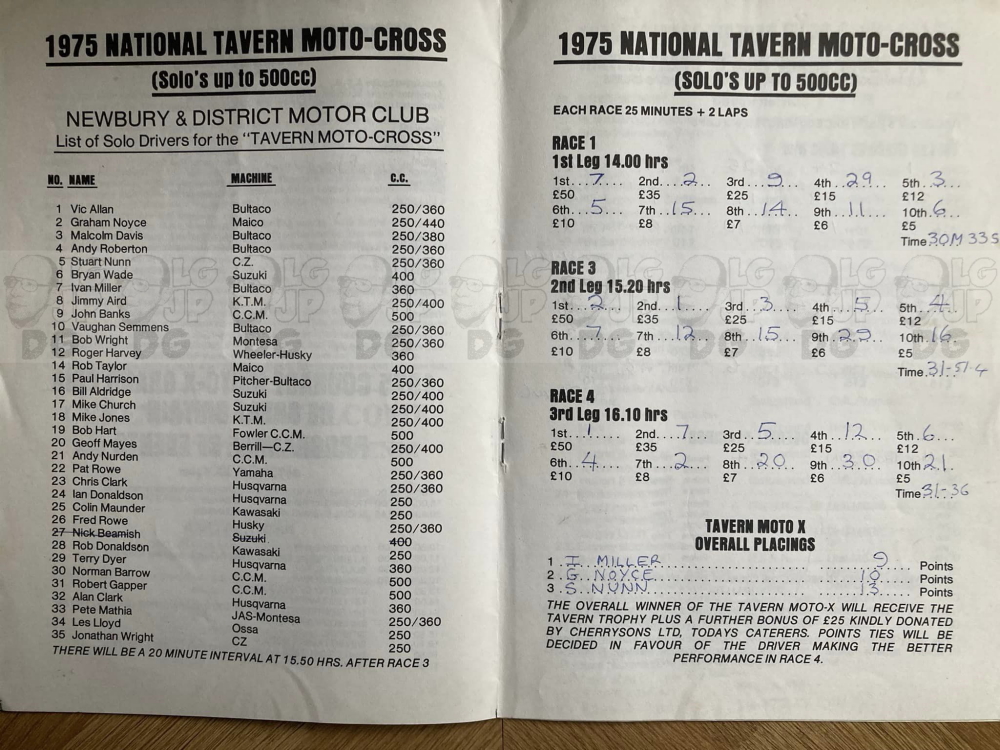 1975 NATIONAL TAVERN MOTO-CROSS
(Solo's up to 500cc)
NEWBURY & DISTRICT MOTOR CLUB
List of Solo Drivers for the "TAVERN MOTO-CROSS"
NO. NAME MACHINE C.C.
1 Vic Allan Bultaco 250/360
2 Graham Noyce Maico 250/440
3 Malcolm Davis Bultaco 250/380
4 Andy Roberton Bultaco 250/360
5 Stuart Nunn C.Z. 250/360
6 Bryan Wade Suzuki 400
7 Ivan Miller Bultaco 360
8 Jimmy Aird K.T.M. 250/400
9 John Banks C.C.M. 500
10 Vaughan Semmens Bultaco 250/360
11 Bob Wright Montesa 250/360
12 Roger Harvey Wheeler-Husky 360
14 Rob Taylor Maico 400
15 Paul Harrison Pitcher-Bultaco 250/360
16 Bill Aldridge Suzuki 250/400
17 Mike Church Suzuki 250/400
18 Mike Jones K.T.M. 250/400
19 Bob Hart Fowler C.C.M. 500
20 Geoff Mayes Berrill—C.Z. 250/400
21 Andy Nurden C.C.M. 500
22 Pat Rowe Yamaha 250/360
23 Chris Clark Husqvarna 250/360
24 Ian Donaldson Husqvarna 250
25 Colin Maunder Kawasaki 250
26 Fred Rowe Husky 250/360
27 Nick Beamish Suzuki 400
28 Rob Donaldson Kawasaki 250
29 Terry Dyer Husqvarna 360
30 Norman Barrow C.C.M. 500
31 Robert Gapper C.C.M. 500
32 Alan Clark Husqvarna 360
33 Pete Mathia JAS-Montesa 250/360
34 Les Lloyd Ossa 250
35 Jonathan Wright CZ 250
THERE WILL BE A 20 MINUTE INTERVAL AT 15.50 HRS. AFTER RACE 3
1975 NATIONAL TAVERN MOTO-CROSS
(SOLO'S UP TO 500CC)
EACH RACE 25 MINUTES + 2 LAPS
RACE 1
1st Leg 14.00 hrs
1st...7... 2nd...2... 3rd...9... 4th...29... 5th...3...
£50 £35 £25 £15 £12
6th...5... 7th...15... 8th...14... 9th...11... 10th...6...
£10 £8 £7 £6 £5
Time 30M 33S
RACE 3
2nd Leg 15.20 hrs
1st...2... 2nd...1... 3rd...3... 4th...5... 5th...4...
£50 £35 £25 £15 £12
6th...7... 7th...12... 8th...15... 9th...29... 10th...16...
£10 £8 £7 £6 £5
Time.31-57.4
RACE 4
3rd Leg 16.10 hrs
1st...1... 2nd...7... 3rd...5... 4th...12... 5th...6...
£50 £35 £25 £15 £12
6th...4... 7th...2... 8th...20... 9th...30... 10th...21...
£10 £8 £7 £6 £5
Time 31-36
TAVERN MOTO X
OVERALL PLACINGS
1 . I. MILLER ... 9 ... Points
2 . G. NOYCE ... 10 ... Points
3 . S. NUNN ... 13 ... Points
THE OVERALL WINNER OF THE TAVERN MOTO-X WILL RECEIVE THE
TAVERN TROPHY PLUS A FURTHER BONUS OF £25 KINDLY DONATED
BY CHERRYSONS LTD, TODAYS CATERERS. POINTS TIES WILL BE
DECIDED IN FAVOUR OF THE DRIVER MAKING THE BETTER
PERFORMANCE IN RACE 4.